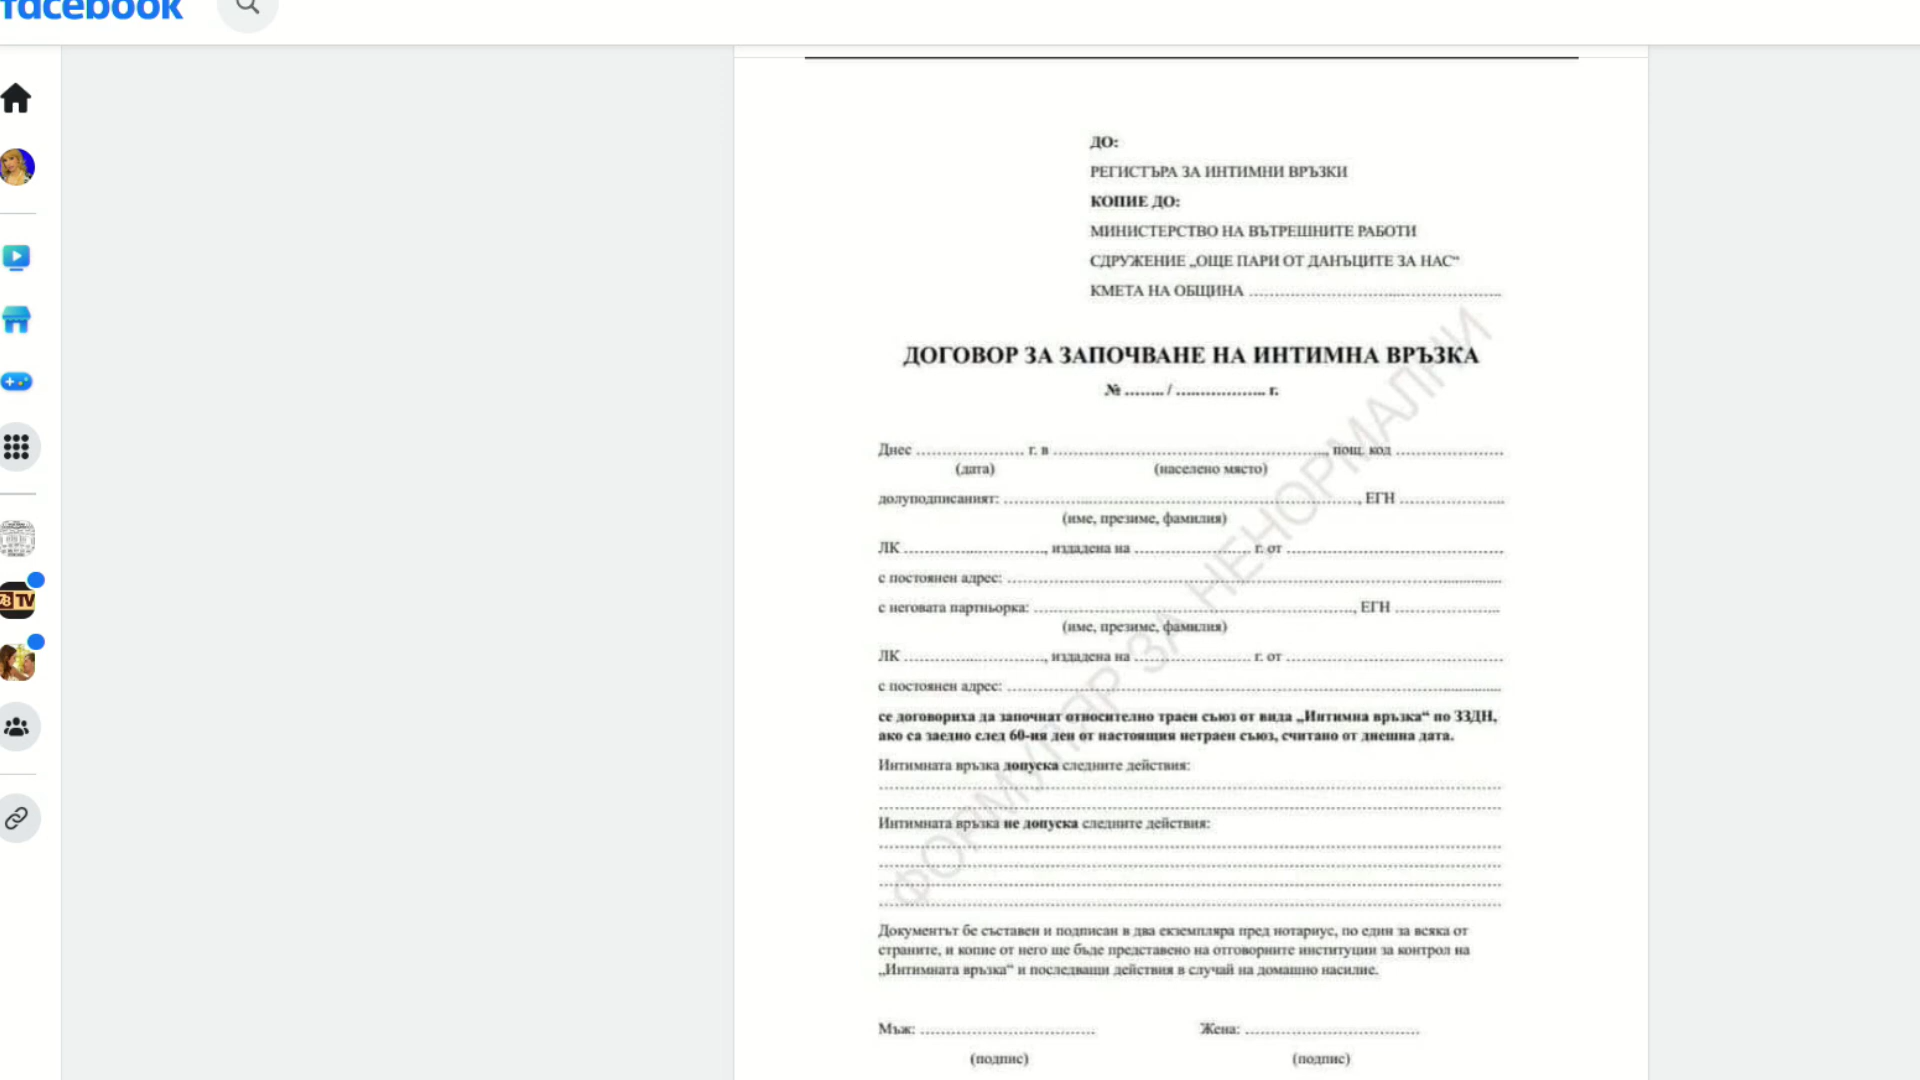 facebook
ДО:
РЕГИСТЪРА ЗА ИНТИМНИ ВРЪЗКИ
КОПИЕ ДО:
МИНИСТЕРСТВО НА ВЪТРЕШНИТЕ РАБОТИ
СДРУЖЕНИЕ „ОЩЕ ПАРИ ОТ ДАНЪЦИТЕ ЗА НАС“
КМЕТА НА ОБЩИНА ........................................................
ДОГОВОР ЗА ЗАПОЧВАНЕ НА ИНТИМНА ВРЪЗКА
№ ........ / ................... г.
Днес ........................ г. в ............................................................., пощ. код ........................
(дата) (населено място)
долуподписаният: ..............................................................................., ЕГН .......................
(име, презиме, фамилия)
ЛК ..............................., издадена на .......................... г. от ................................................
с постоянен адрес: ..............................................................................................................
с неговата партньорка: ......................................................................., ЕГН .......................
(име, презиме, фамилия)
ЛК ..............................., издадена на .......................... г. от ................................................
с постоянен адрес: ..............................................................................................................
се договориха да започнат относително траен съюз от вида „Интимна връзка“ по ЗЗДН,
ако са заедно след 60-ия ден от настоящия нетраен съюз, считано от днешна дата.
Интимната връзка допуска следните действия:
..........................................................................................................................................
..........................................................................................................................................
Интимната връзка не допуска следните действия:
..........................................................................................................................................
..........................................................................................................................................
..........................................................................................................................................
..........................................................................................................................................
Документът бе съставен и подписан в два екземпляра пред нотариус, по един за всяка от
страните, и копие от него ще бъде представено на отговорните институции за контрол на
„Интимната връзка“ и последващи действия в случай на домашно насилие.
Мъж: ....................................... Жена: .......................................
(подпис) (подпис)
ФОРМУЛЯР ЗА НЕНОРМАЛНИ
TV